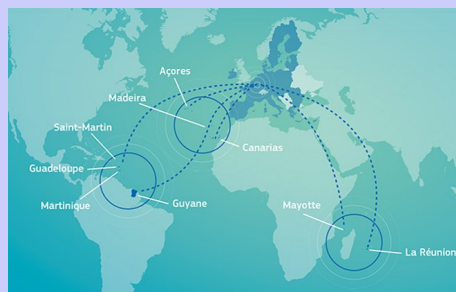 Açores
Madeira
Saint-Martin
Canarias
Guadeloupe
Martinique
Guyane
Mayotte
La Réunion